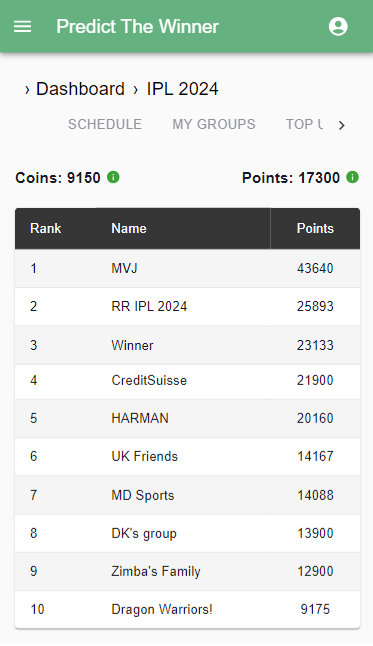 Predict The Winner
› Dashboard › IPL 2024
SCHEDULE MY GROUPS TOP U
Coins: 9150 Points: 17300
Rank Name Points
1 MVJ 43640
2 RR IPL 2024 25893
3 Winner 23133
4 CreditSuisse 21900
5 HARMAN 20160
6 UK Friends 14167
7 MD Sports 14088
8 DK's group 13900
9 Zimba's Family 12900
10 Dragon Warriors! 9175